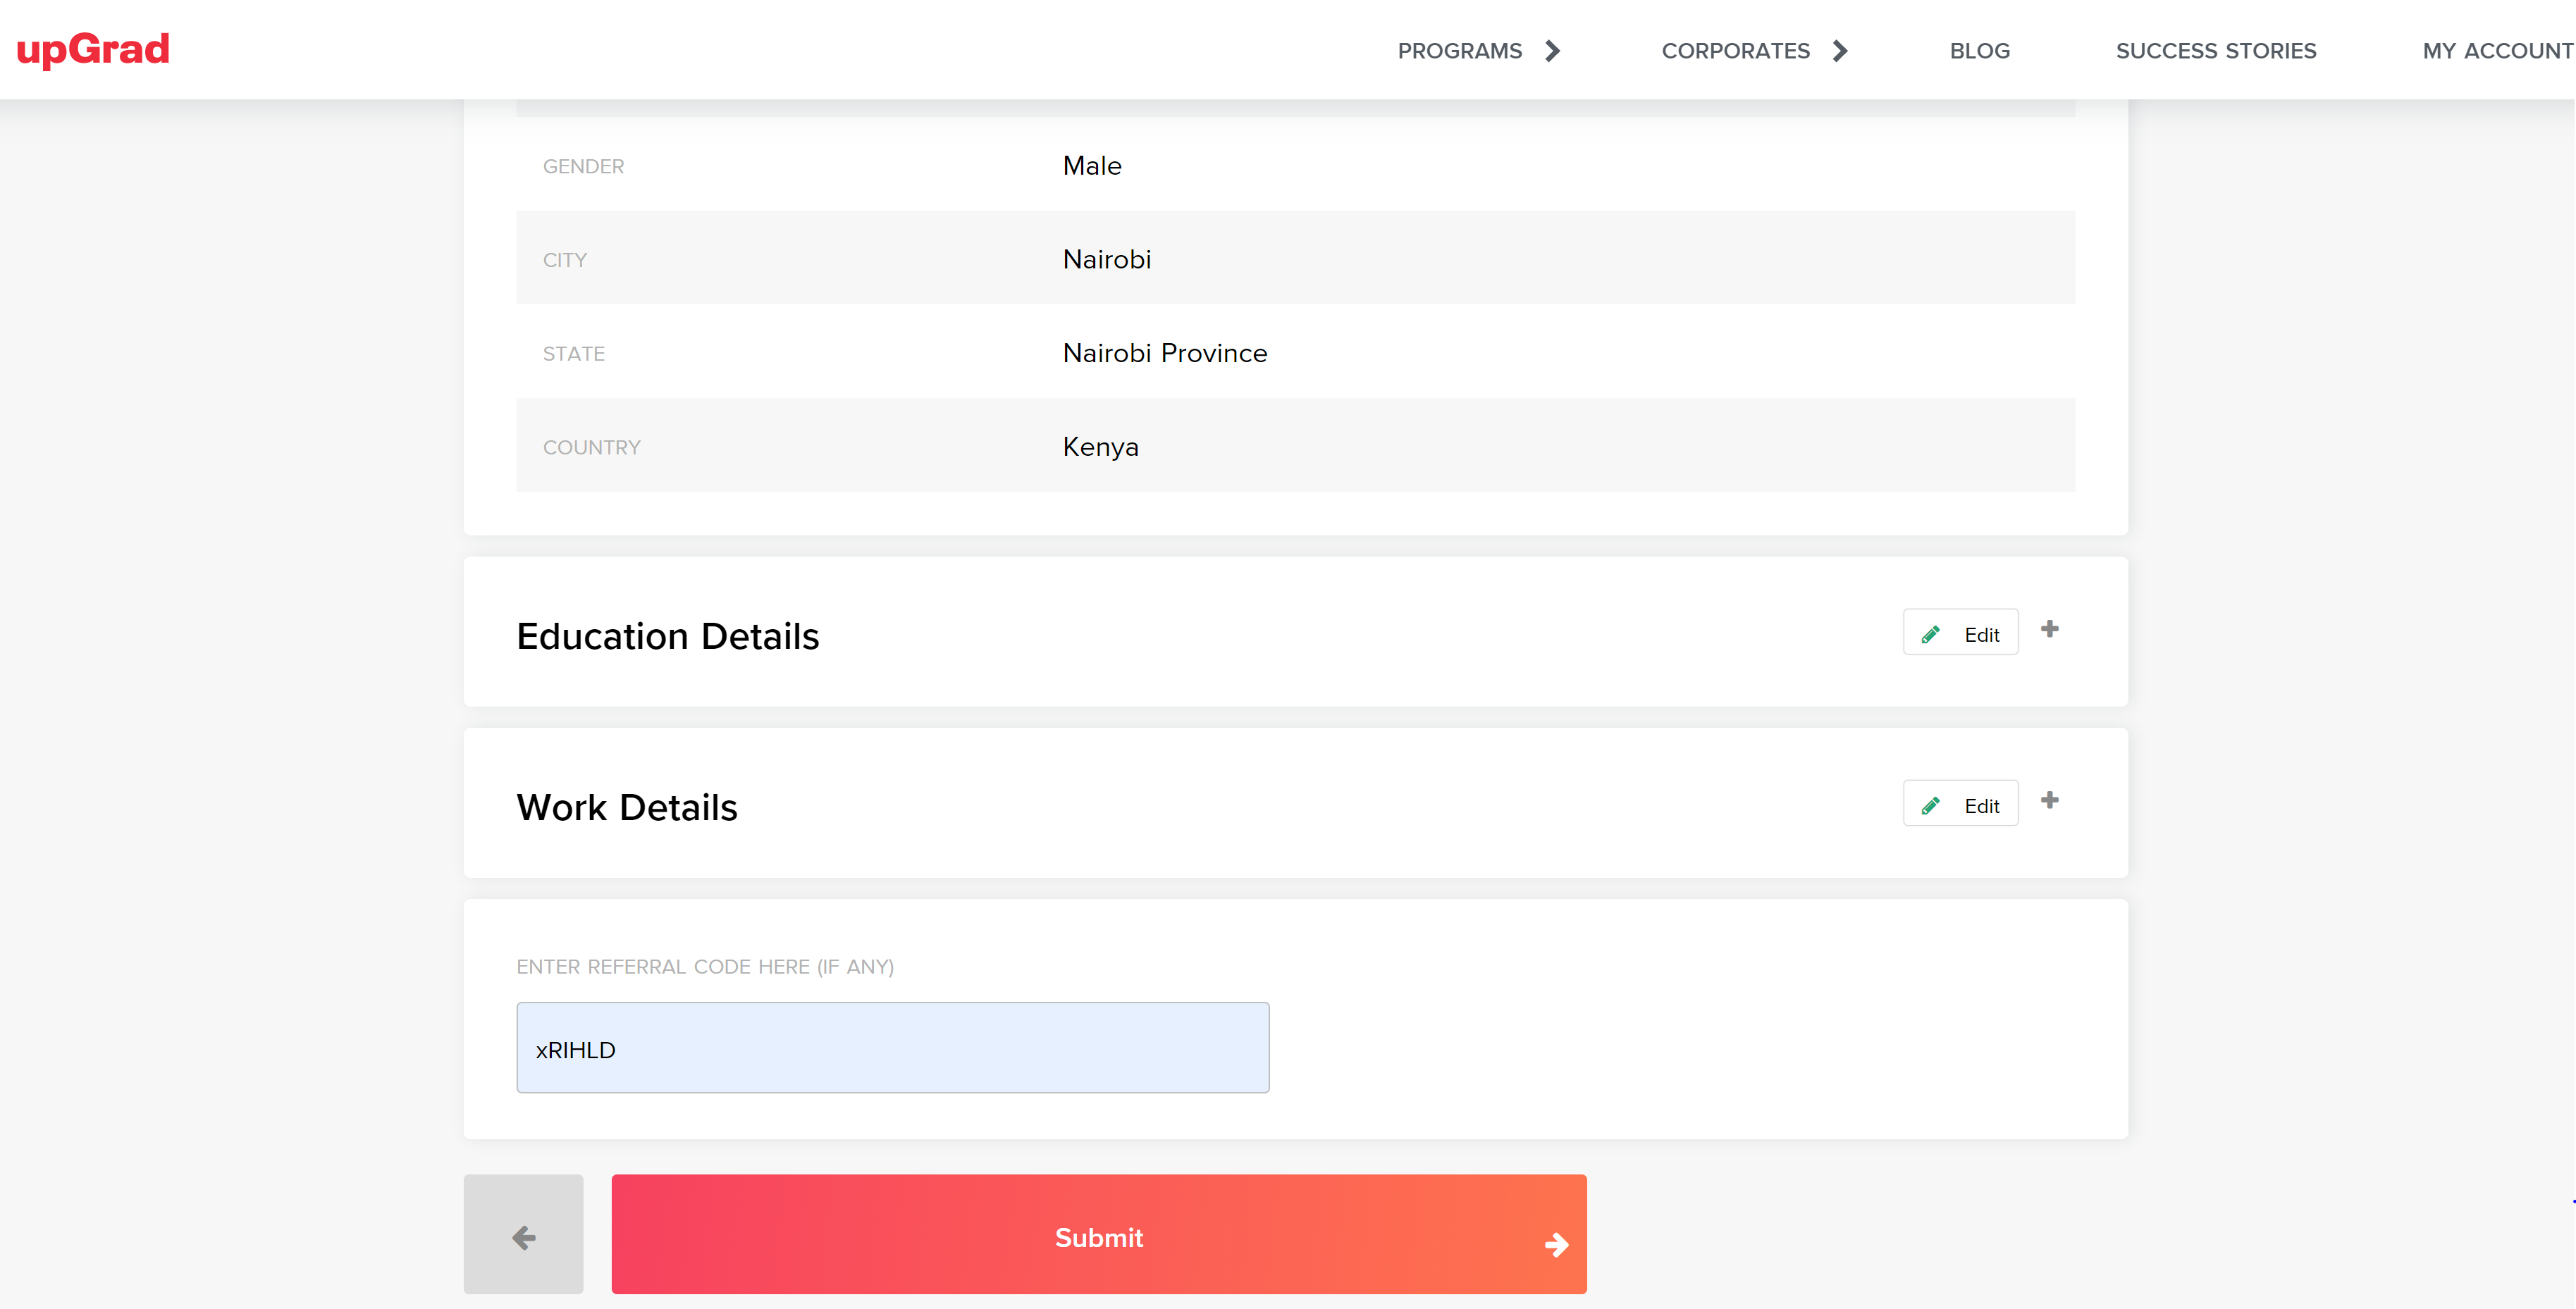 upGrad
PROGRAMS CORPORATES BLOG SUCCESS STORIES MY ACCOUNT
GENDER Male
CITY Nairobi
STATE Nairobi Province
COUNTRY Kenya
Education Details Edit
Work Details Edit
ENTER REFERRAL CODE HERE (IF ANY)
xRIHLD
Submit